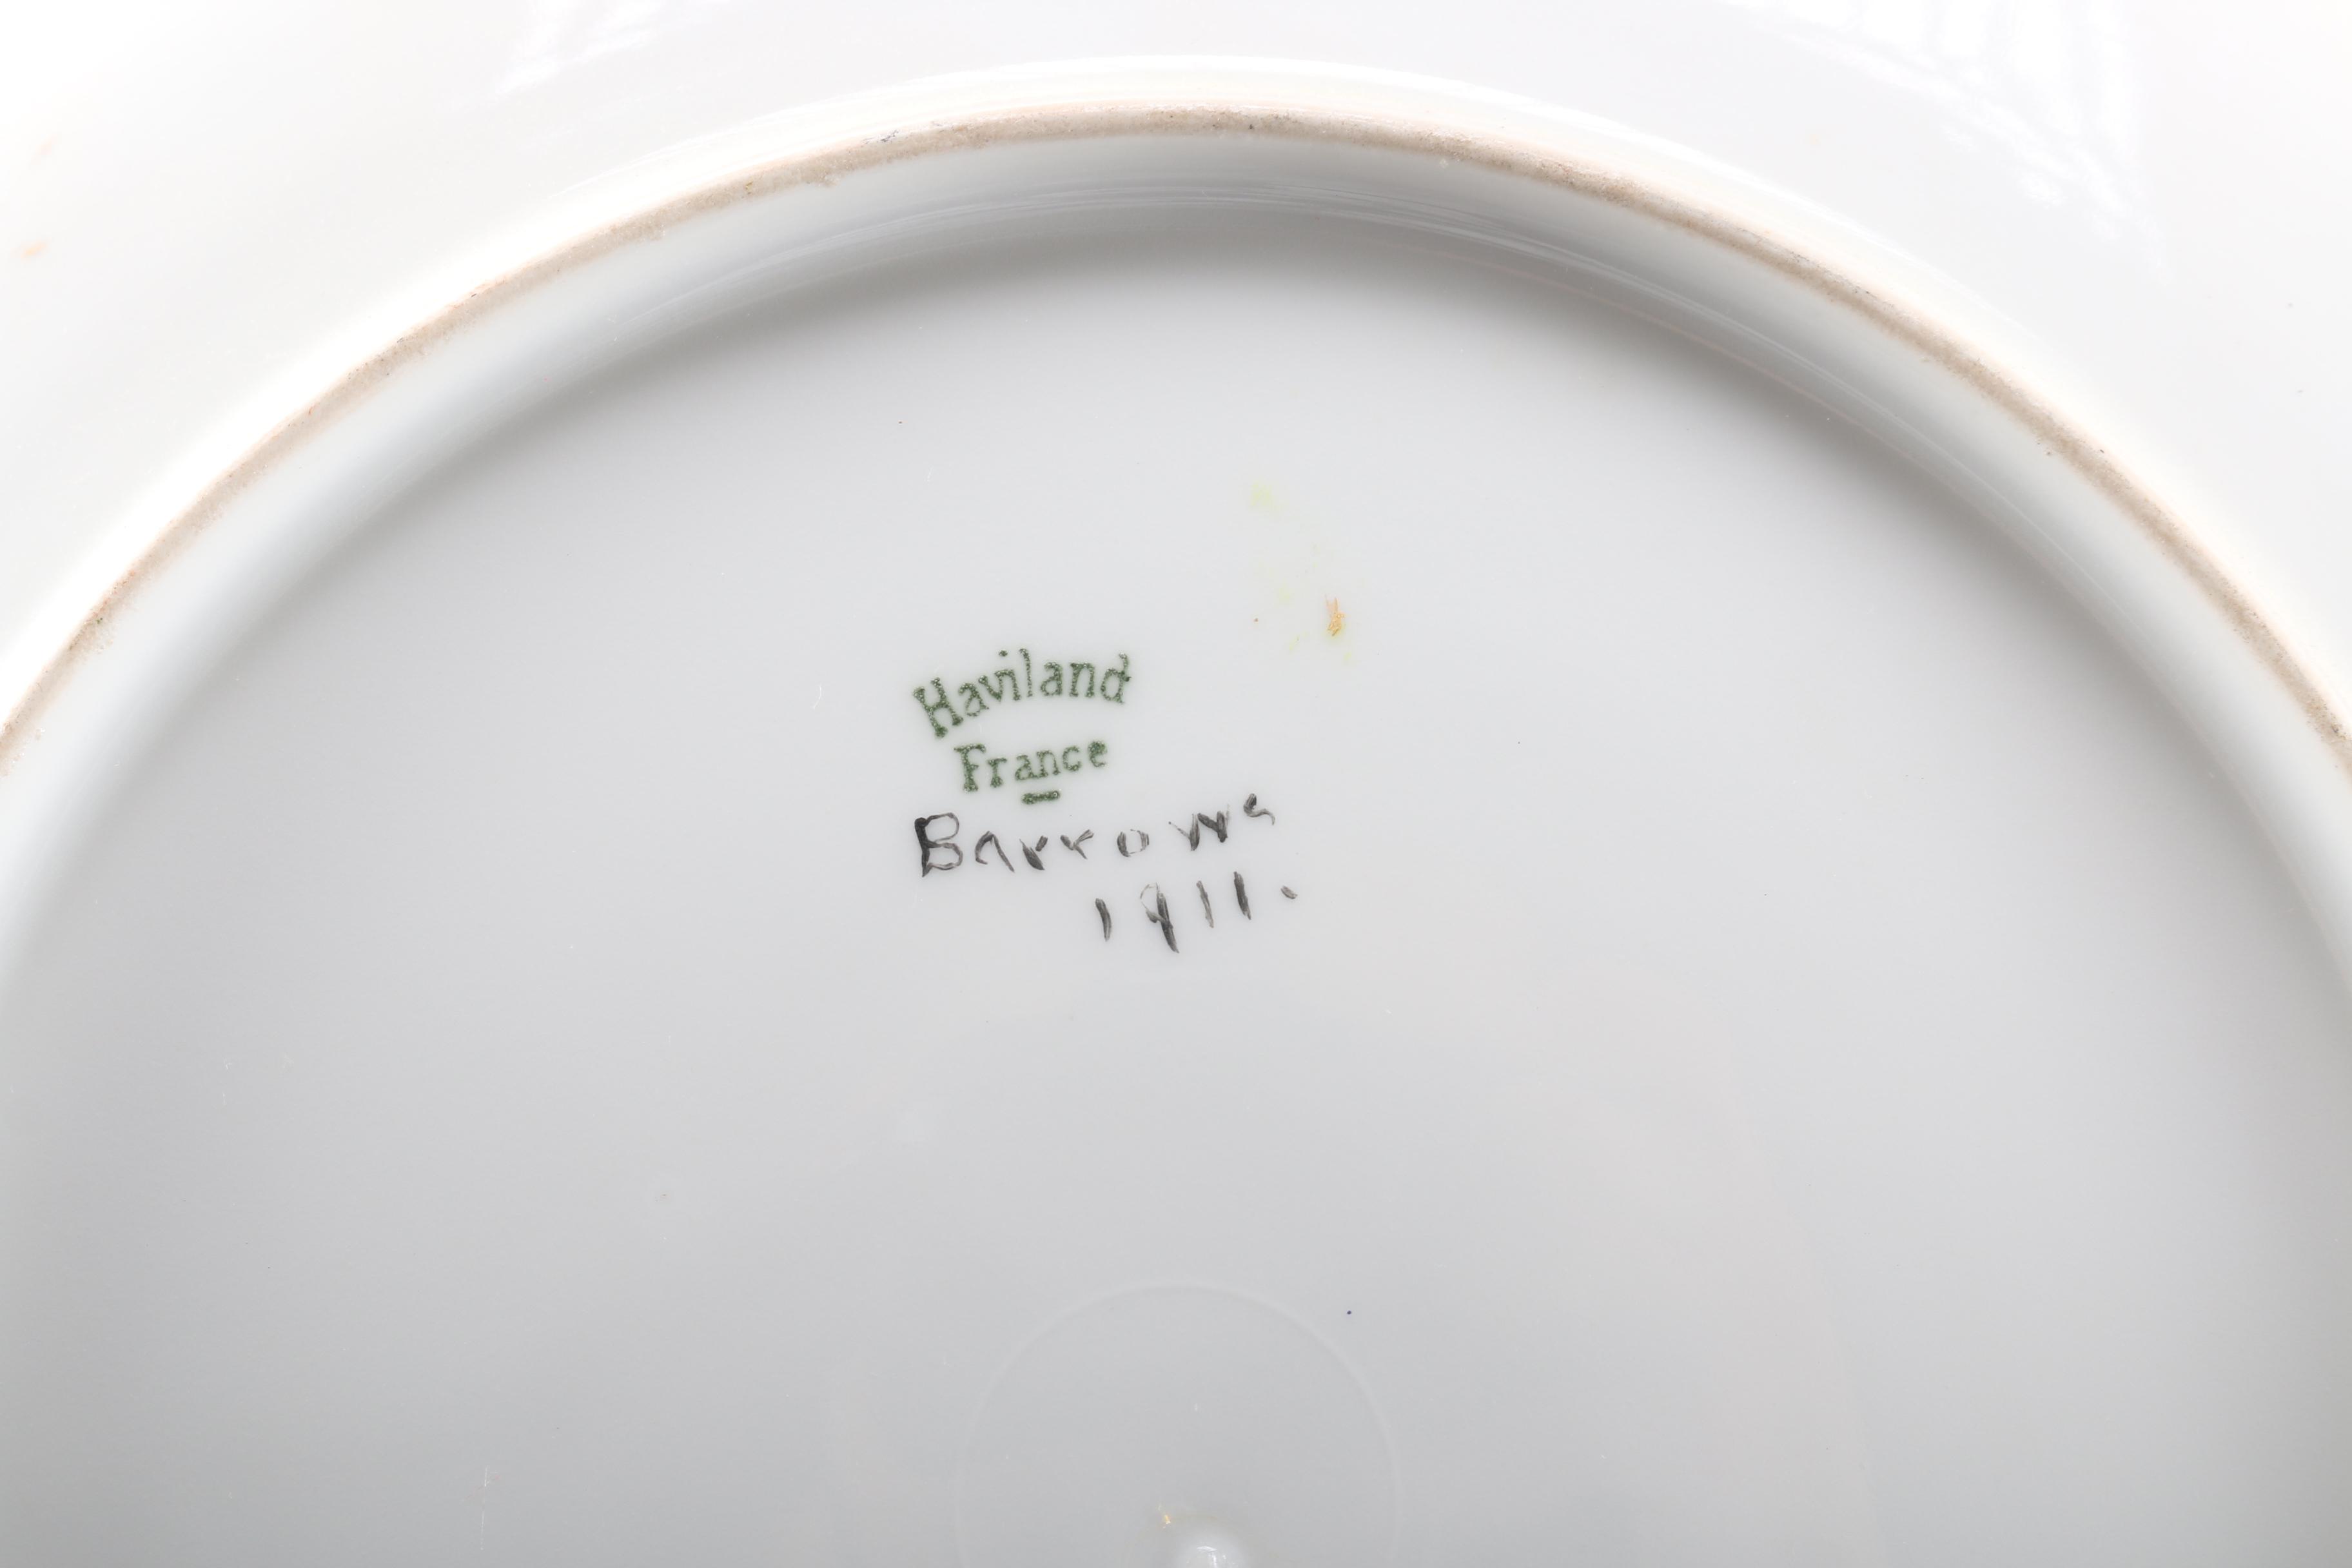 Haviland
France
Barrows
1911.